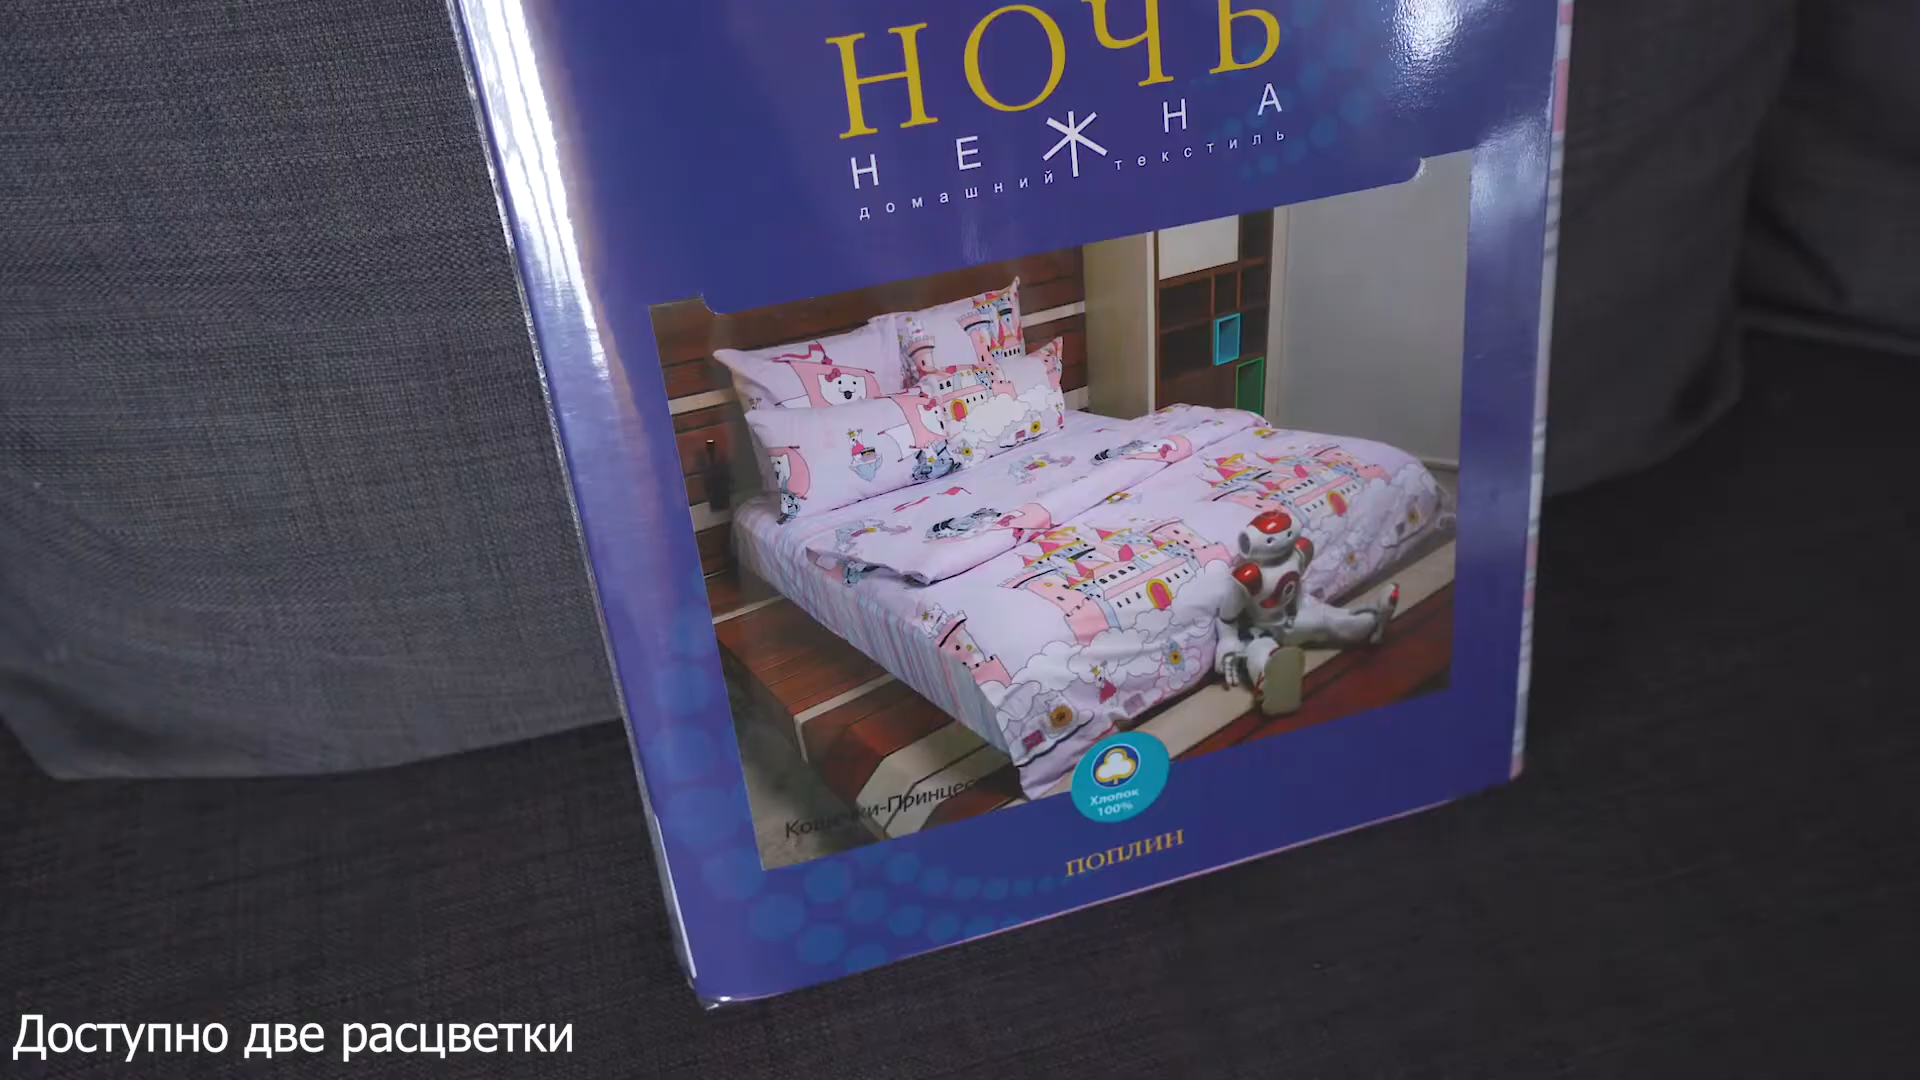 НОЧЬ
НЕЖНА
домашний текстиль
Хлопок
100%
ПОПЛИН
Доступно две расцветки